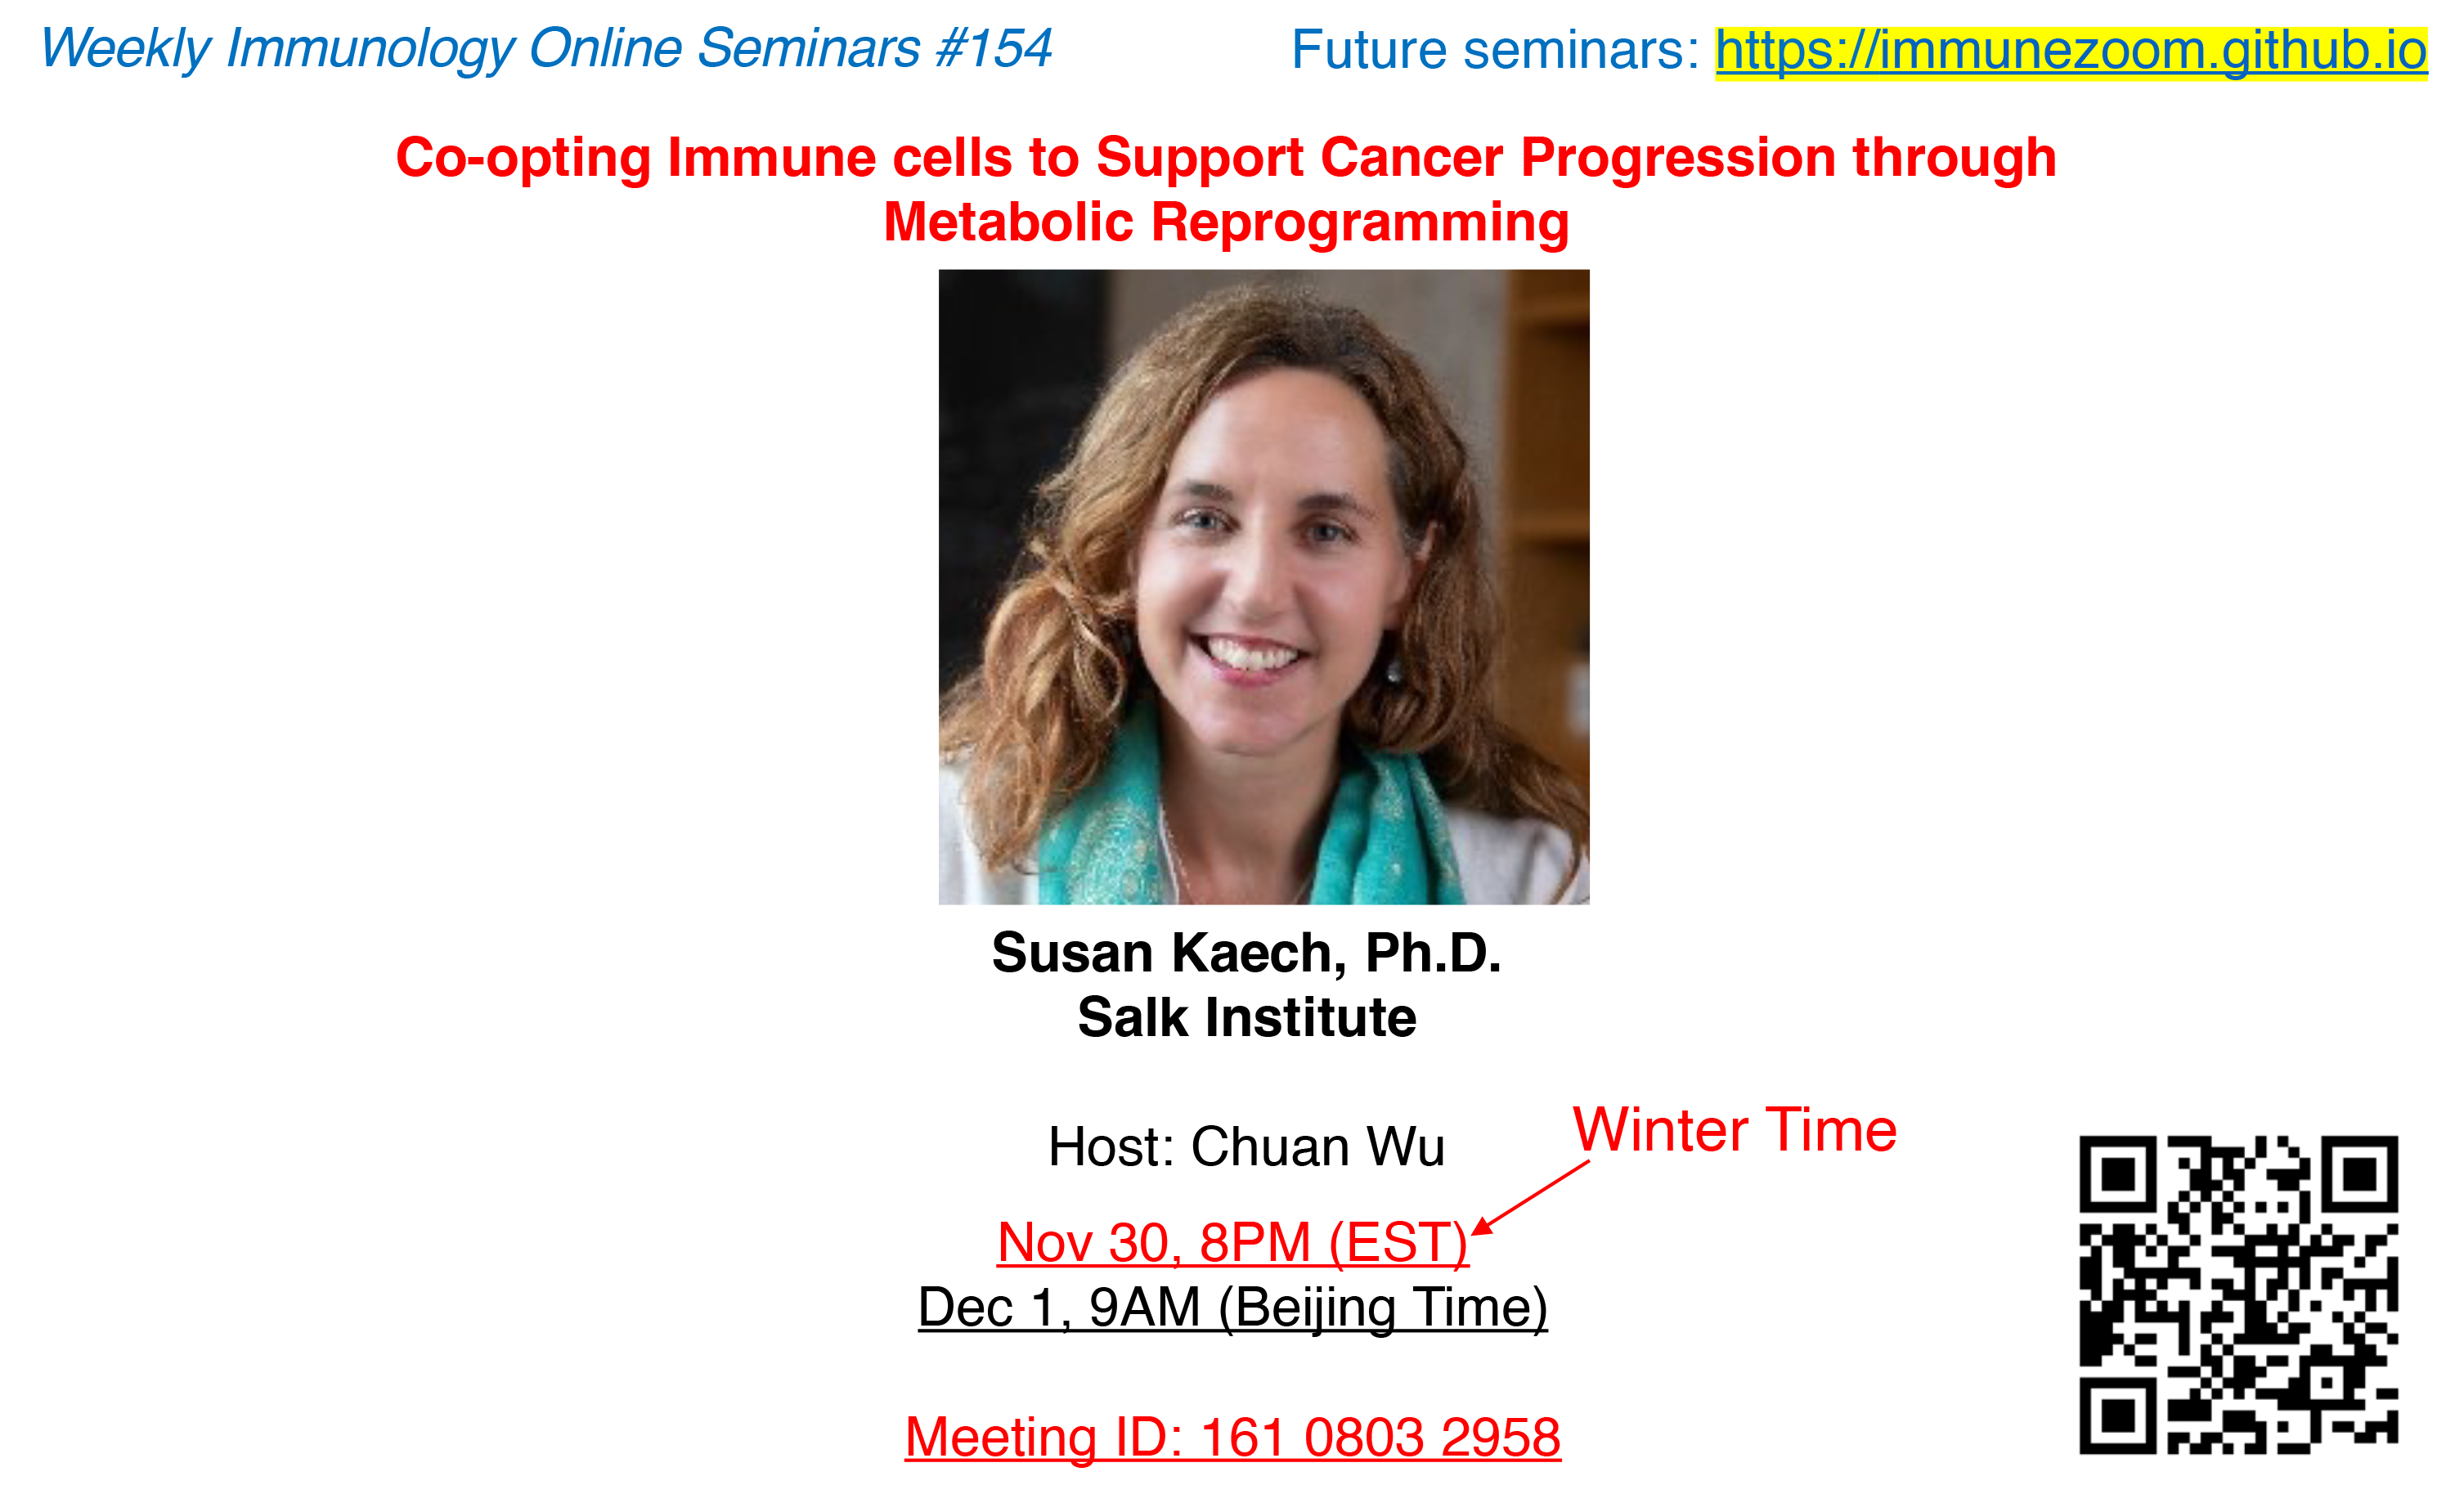 Weekly Immunology Online Seminars #154
Future seminars: https://immunezoom.github.io
Co-opting Immune cells to Support Cancer Progression through
Metabolic Reprogramming
Susan Kaech, Ph.D.
Salk Institute
Host: Chuan Wu
Winter Time
Nov 30, 8PM (EST)
Dec 1, 9AM (Beijing Time)
Meeting ID: 161 0803 2958